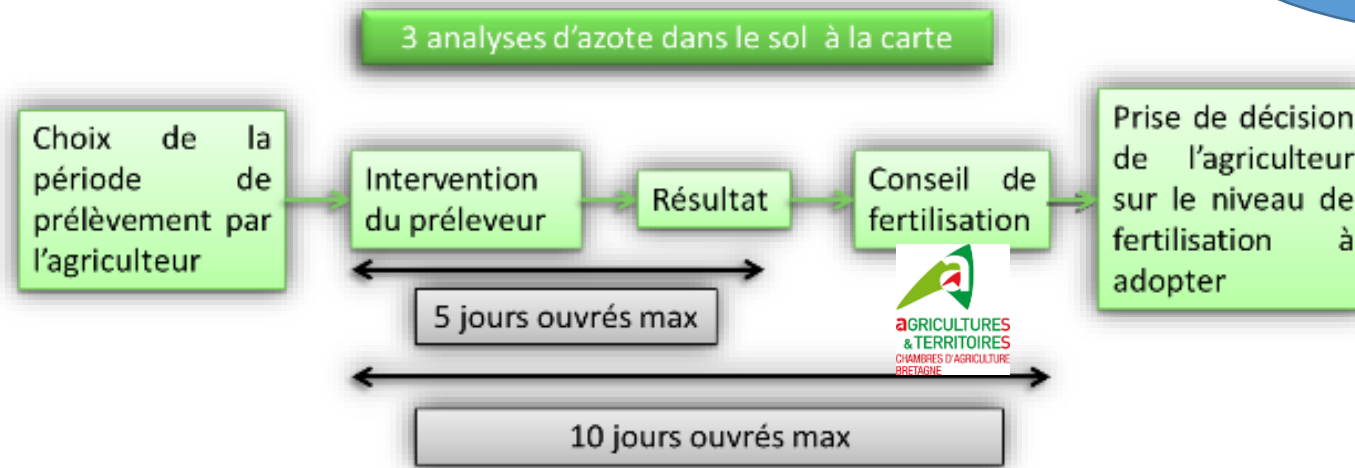 3 analyses d’azote dans le sol à la carte
Choix de la
période de
prélèvement par
l’agriculteur
Intervention
du préleveur
Résultat
Conseil de
fertilisation
Prise de décision
de l’agriculteur
sur le niveau de
fertilisation à
adopter
5 jours ouvrés max
aGRICULTURES
& TERRITOIRES
CHAMBRES D'AGRICULTURE
BRETAGNE
10 jours ouvrés max